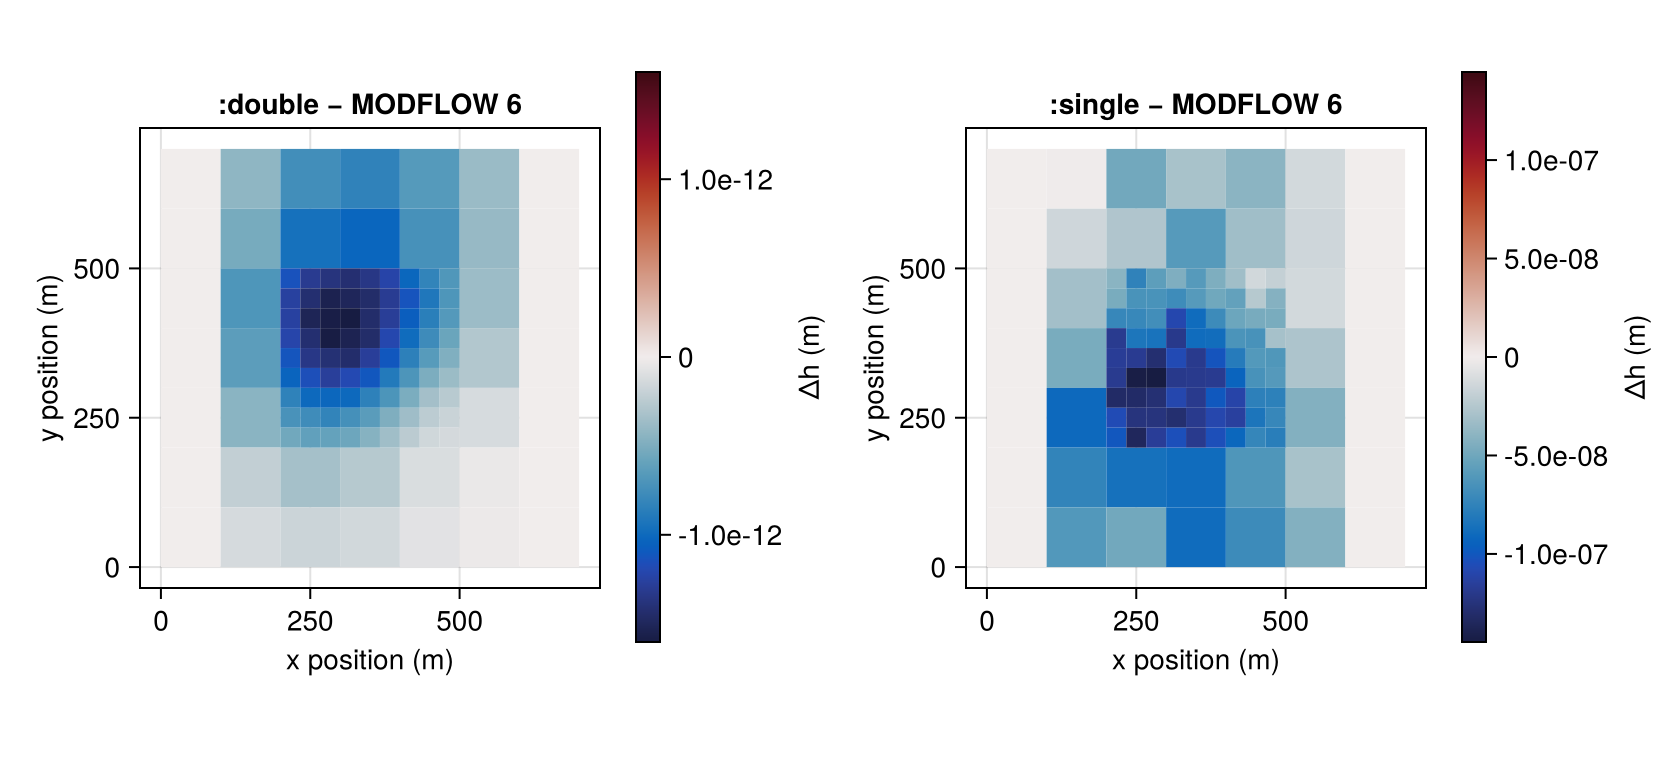 :double – MODFLOW 6
500
250
0
0
250
500
x position (m)
y position (m)
1.0e-12
0
-1.0e-12
Δh (m)
:single – MODFLOW 6
500
250
0
0
250
500
x position (m)
y position (m)
1.0e-07
5.0e-08
0
-5.0e-08
-1.0e-07
Δh (m)